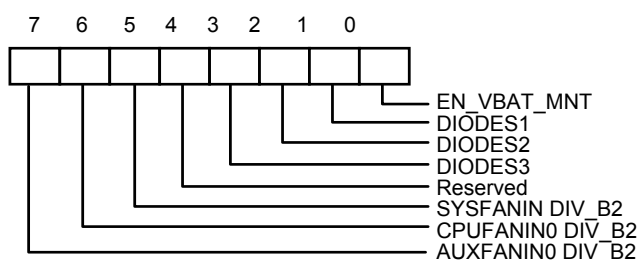 7 6 5 4 3 2 1 0
EN_VBAT_MNT
DIODES1
DIODES2
DIODES3
Reserved
SYSFANIN DIV_B2
CPUFANIN0 DIV_B2
AUXFANIN0 DIV_B2